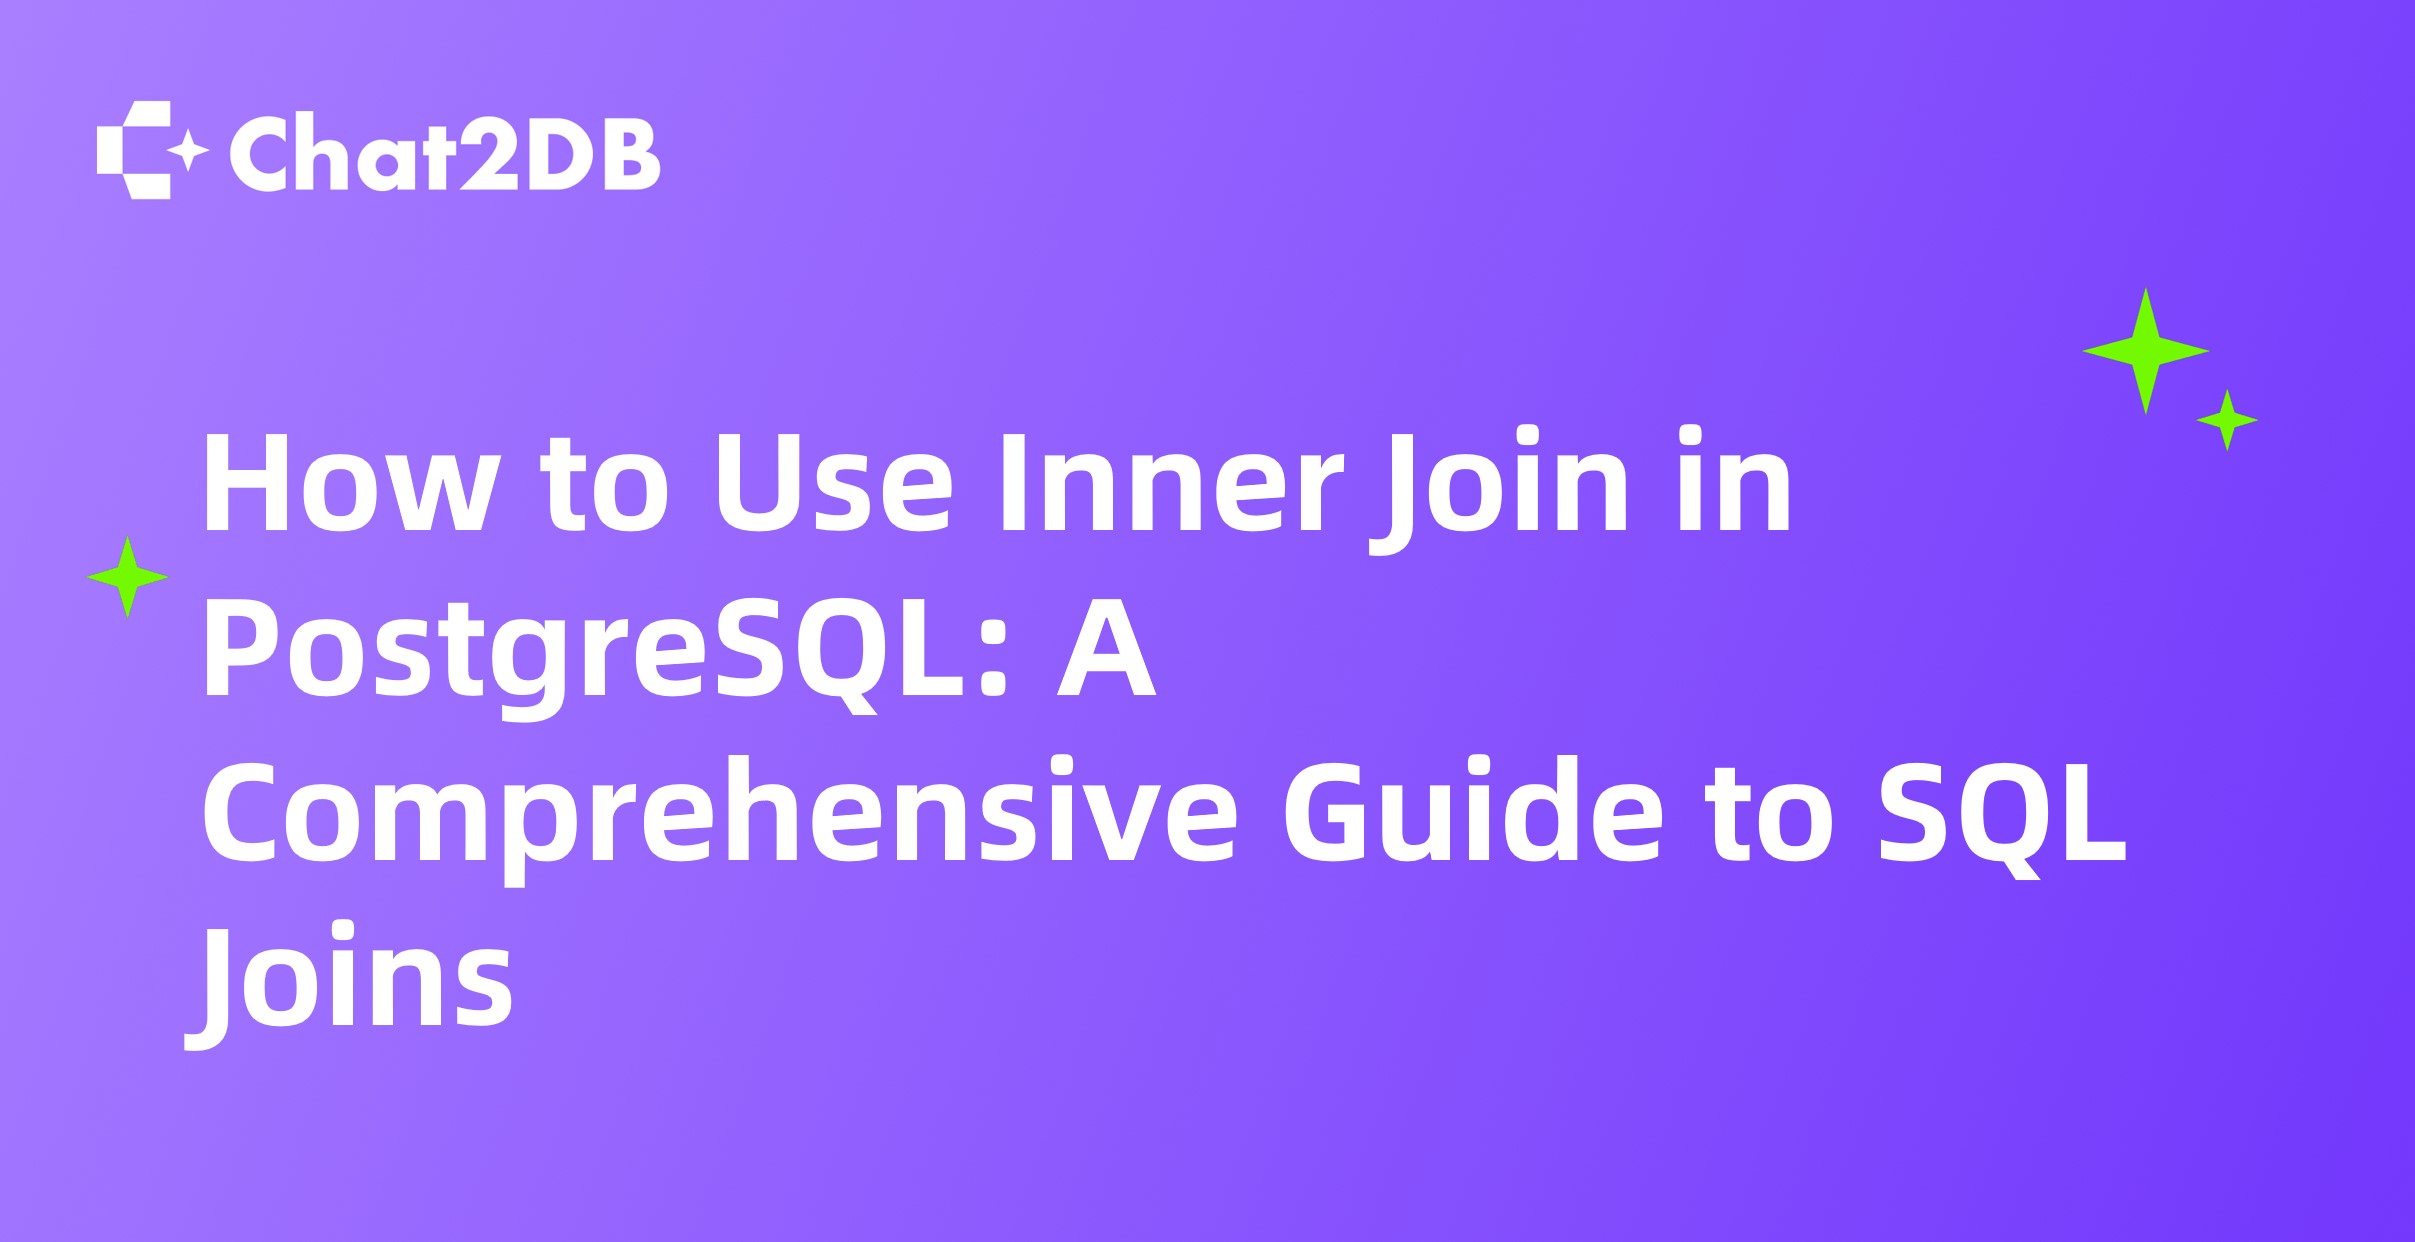 Chat2DB
How to Use Inner Join in
PostgreSQL: A
Comprehensive Guide to SQL
Joins